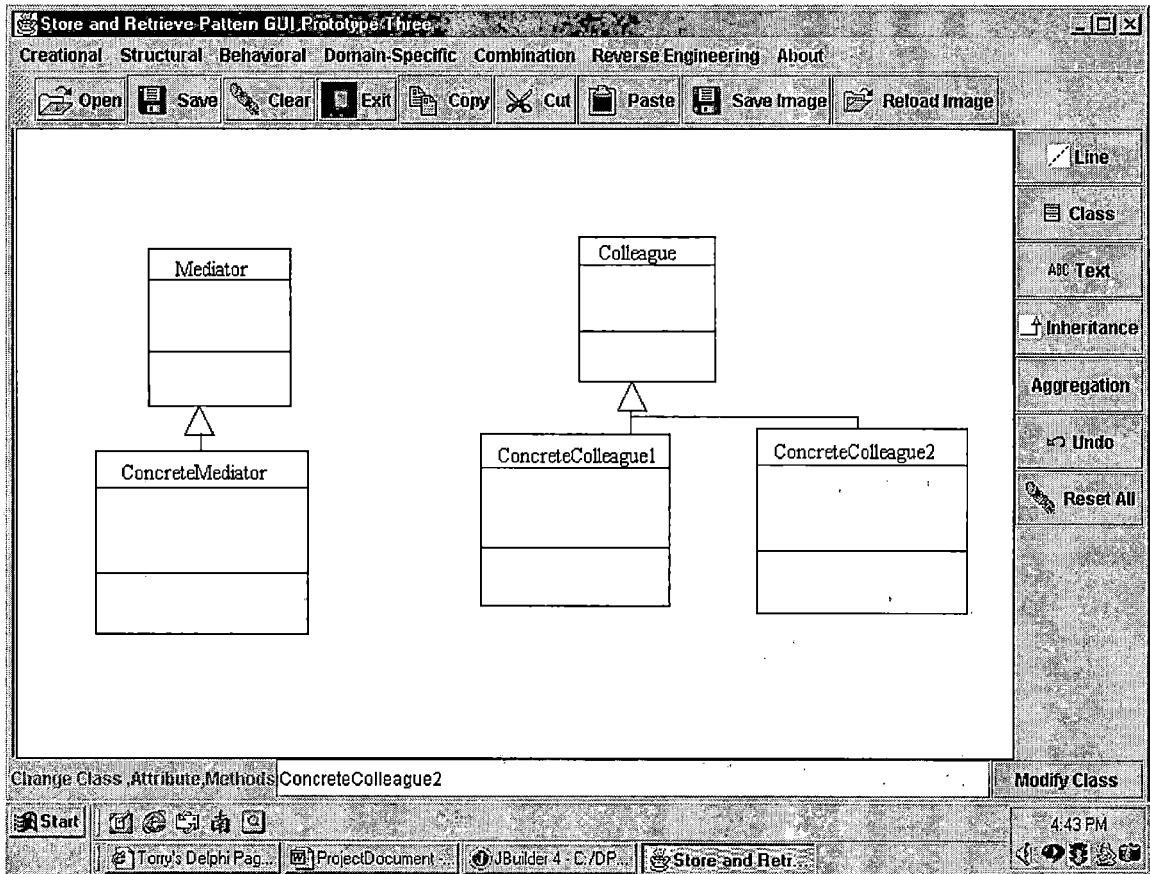 Store and Retrieve Pattern GUI,Prototype Three
Creational Structural Behavioral Domain-Specific Combination Reverse Engineering About
Open Save Clear Exit Copy Cut Paste Save Image Reload Image
Line
Class
ABC Text
Inheritance
Aggregation
Undo
Reset All
Mediator
Colleague
ConcreteMediator
ConcreteColleague1
ConcreteColleague2
Change Class ,Attribute,Methods ConcreteColleague2 Modify Class
Start
4:43 PM
Tony's Delphi Pag... ProjectDocument -... JBuilder 4 - C:/DP... Store and Retr...